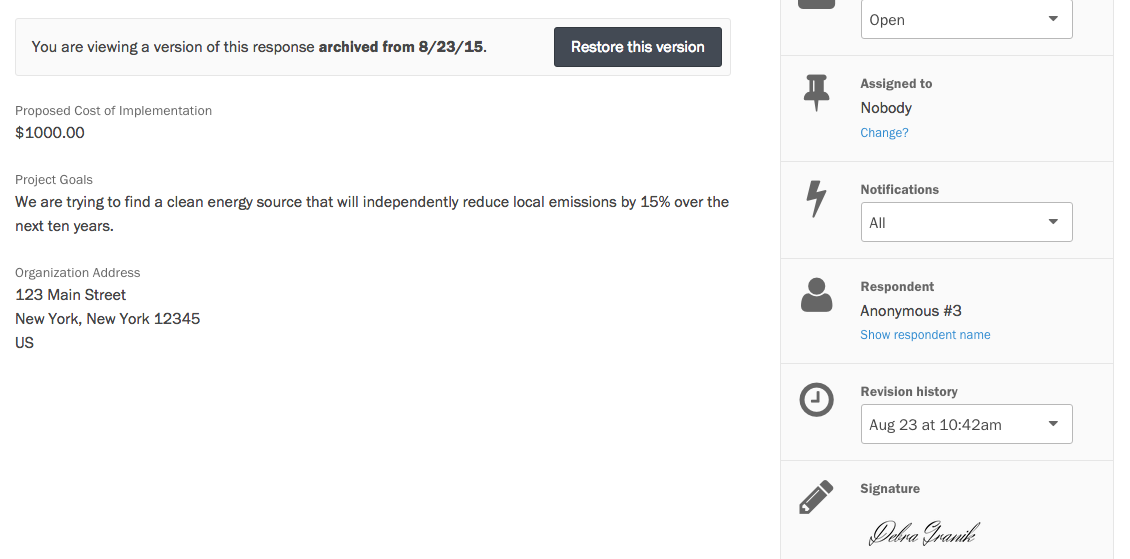 You are viewing a version of this response archived from 8/23/15.
Restore this version
Proposed Cost of Implementation
$1000.00
Project Goals
We are trying to find a clean energy source that will independently reduce local emissions by 15% over the
next ten years.
Organization Address
123 Main Street
New York, New York 12345
US
Open
Assigned to
Nobody
Change?
Notifications
All
Respondent
Anonymous #3
Show respondent name
Revision history
Aug 23 at 10:42am
Signature
Debra Granik